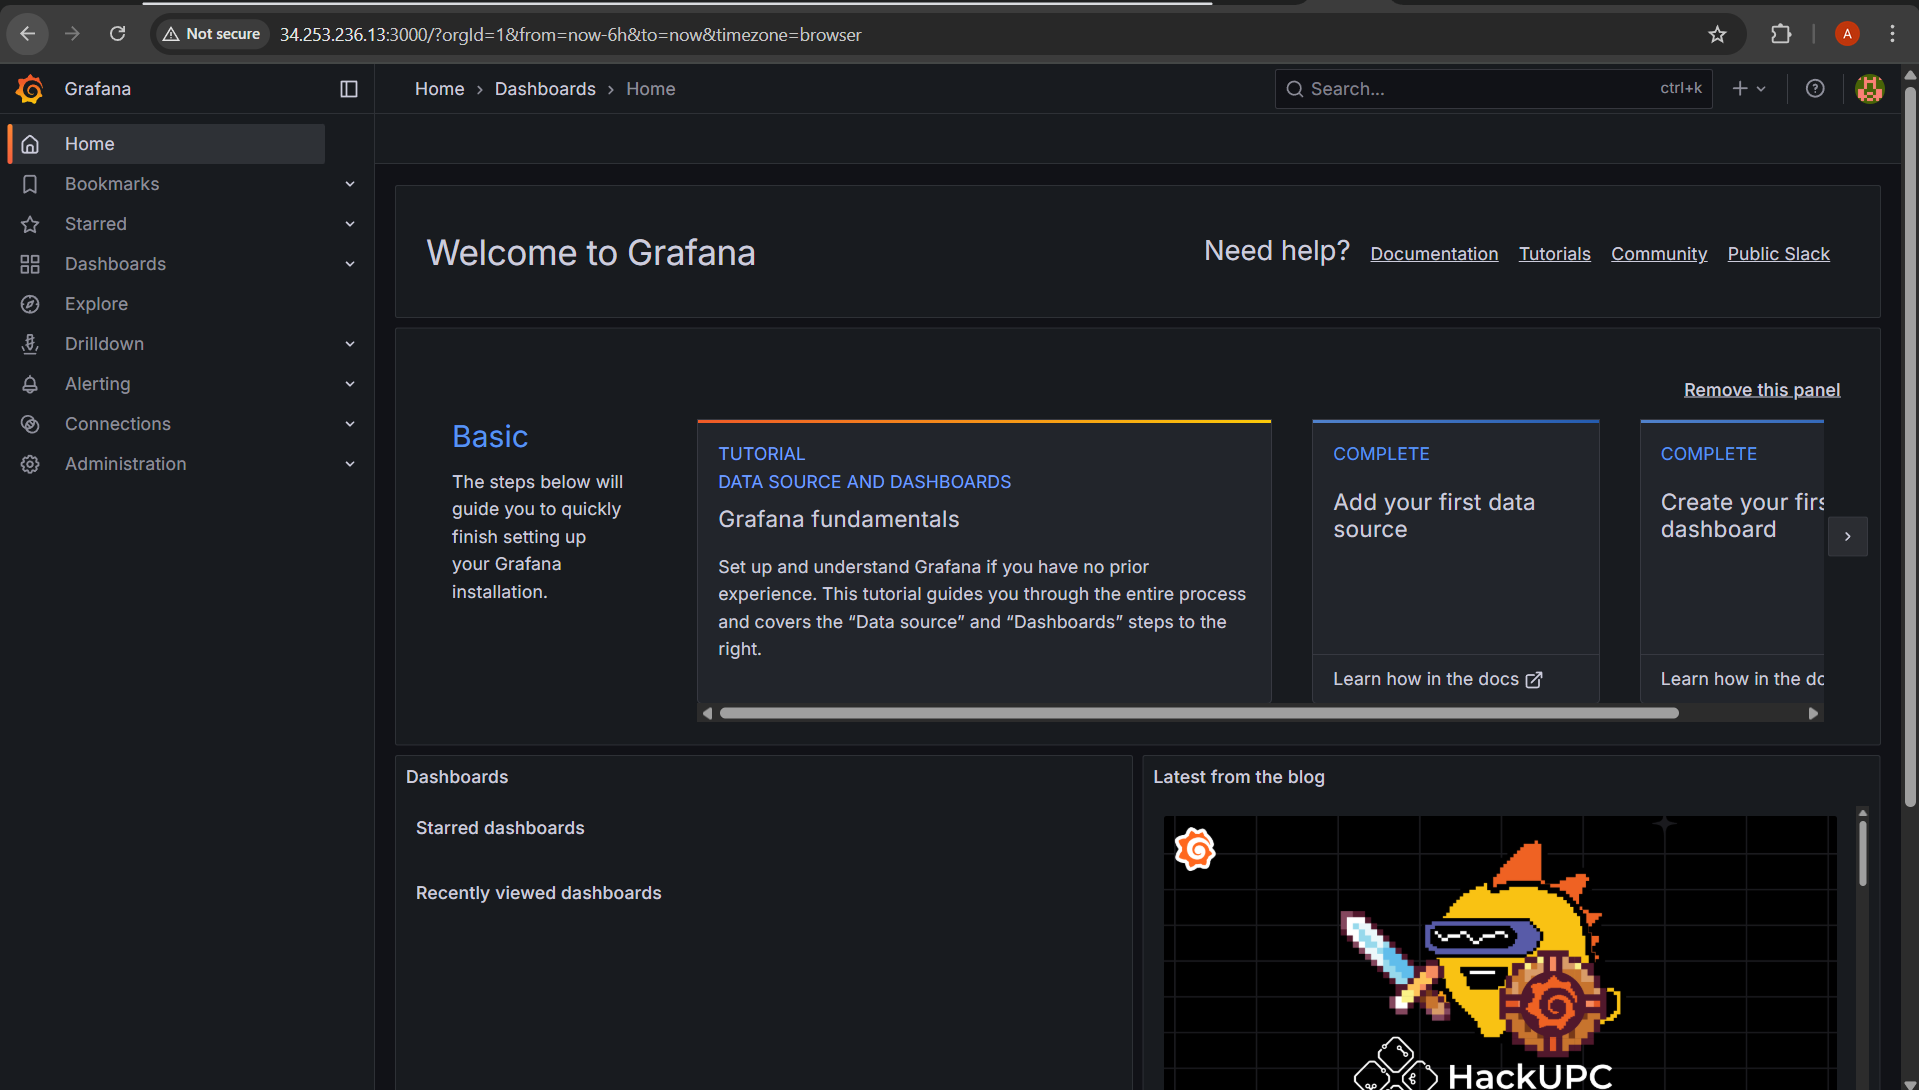 Not secure
34.253.236.13:3000/?orgId=1&from=now-6h&to=now&timezone=browser
A
Grafana
Home › Dashboards › Home
Search...
ctrl+k
Home
Bookmarks
Starred
Dashboards
Explore
Drilldown
Alerting
Connections
Administration
Welcome to Grafana
Need help?
Documentation
Tutorials
Community
Public Slack
Remove this panel
Basic
The steps below will
guide you to quickly
finish setting up
your Grafana
installation.
TUTORIAL
DATA SOURCE AND DASHBOARDS
Grafana fundamentals
Set up and understand Grafana if you have no prior
experience. This tutorial guides you through the entire process
and covers the “Data source” and “Dashboards” steps to the
right.
COMPLETE
Add your first data
source
Learn how in the docs
COMPLETE
Create your firs
dashboard
Learn how in the do
Dashboards
Starred dashboards
Recently viewed dashboards
Latest from the blog
HackUPC